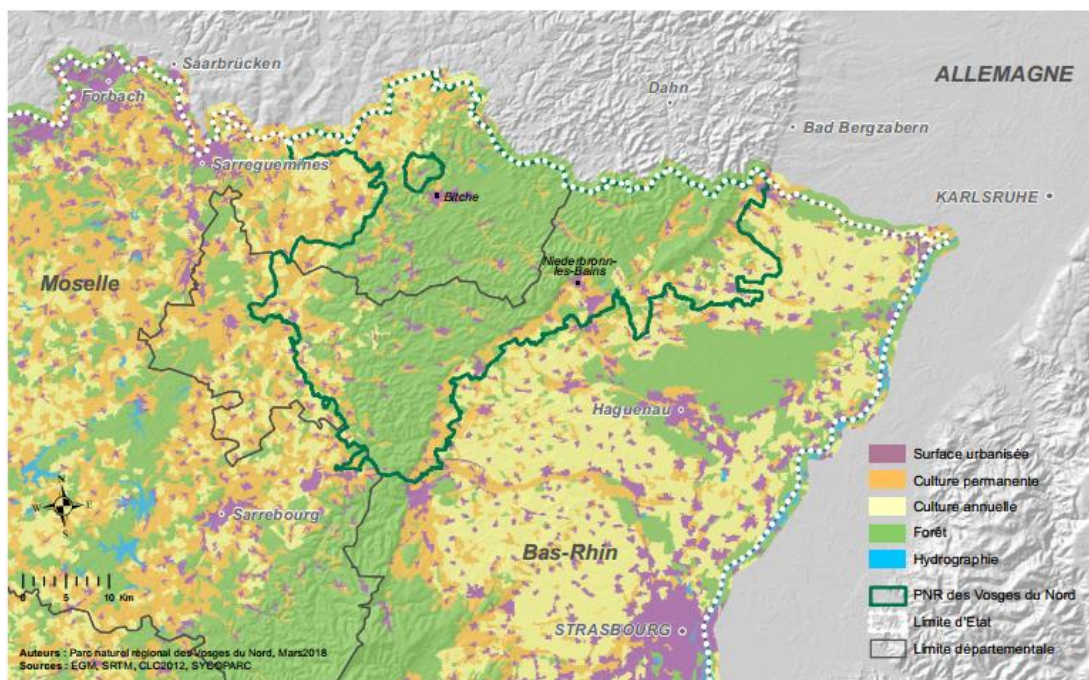 Saarbrücken
Forbach
Dahn
ALLEMAGNE
Bad Bergzabern
Sarreguemines
Bitche
KARLSRUHE
Niederbronn-
les-Bains
Moselle
Haguenau
Surface urbanisée
Culture permanente
Culture annuelle
Forêt
Hydrographie
PNR des Vosges du Nord
Limite d'Etat
Limite départementale
N
W E
S
Sarrebourg
Bas-Rhin
0 5 10 Km
STRASBOURG
Auteurs : Parc naturel régional des Vosges du Nord, Mars2018
Sources : EGM, SRTM, CLC2012, SYCOPARC